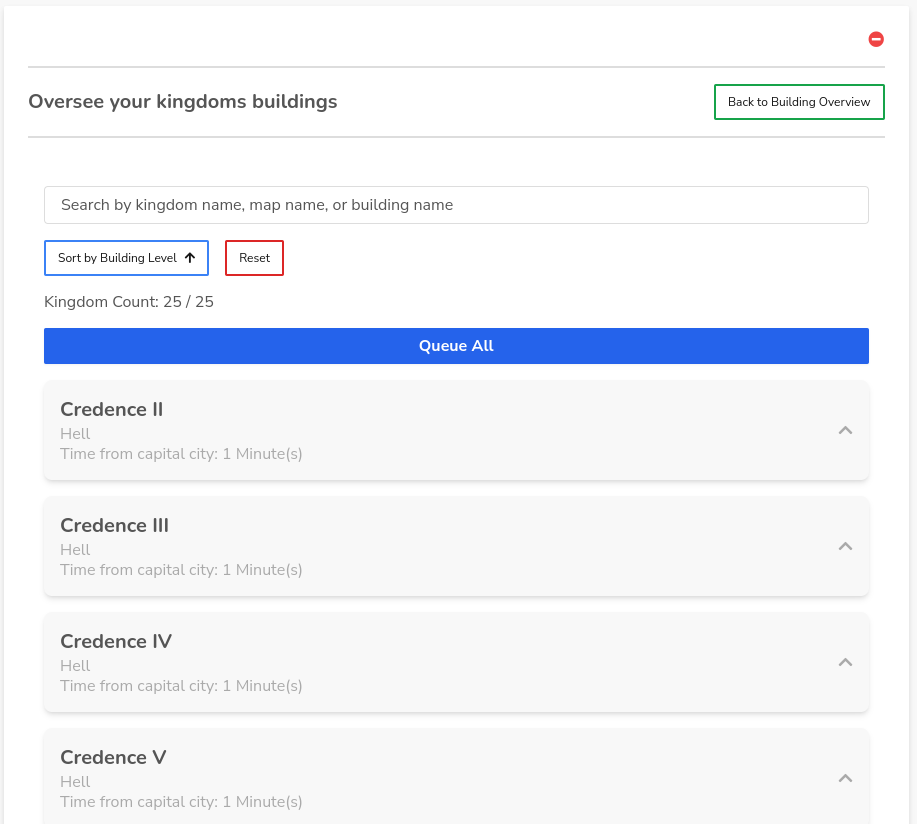 Oversee your kingdoms buildings
Back to Building Overview
Search by kingdom name, map name, or building name
Sort by Building Level
Reset
Kingdom Count: 25 / 25
Queue All
Credence II
Hell
Time from capital city: 1 Minute(s)
Credence III
Hell
Time from capital city: 1 Minute(s)
Credence IV
Hell
Time from capital city: 1 Minute(s)
Credence V
Hell
Time from capital city: 1 Minute(s)